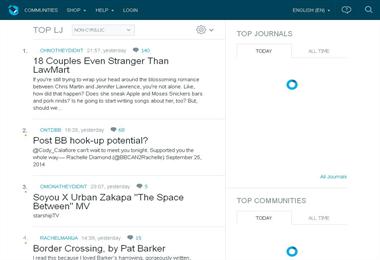 COMMUNITIES SHOP HELP LOGIN ENGLISH (EN)
TOP LJ NON-CYRILLIC
TOP JOURNALS
TODAY ALL TIME
1. OHNOTHEYDIDNT 21:57, yesterday 140
18 Couples Even Stranger Than
LawMart
If you're still trying to wrap your head around the blossoming romance
between Chris Martin and Jennifer Lawrence, you're not alone. Like,
how did that happen? Does she sneak Apple and Moses Snickers bars
and pork rinds? Is he going to start writing songs about her, too? But,
should we…
2. ONTDBB 18:28, yesterday 60
Post BB hook-up potential?
@Cody_Calafiore can't wait to meet you tonight. Supported you the
whole way— Rachelle Diamond (@BBCAN2Rachelle) September 25,
2014
All Journals
3. OMONATHEYDIDNT 23:07, yesterday 5
Soyou X Urban Zakapa "The Space
Between" MV
starshipTV
TOP COMMUNITIES
TODAY ALL TIME
4. RACHELMANIJA 14:39, yesterday
Border Crossing, by Pat Barker
I read this because I loved Barker's harrowing, gorgeously written,